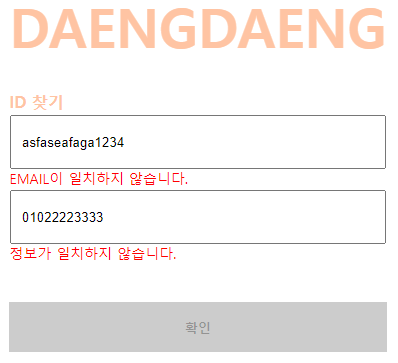 DAENGDAENG
ID 찾기
asfaseafaga1234
EMAIL이 일치하지 않습니다.
01022223333
정보가 일치하지 않습니다.
확인